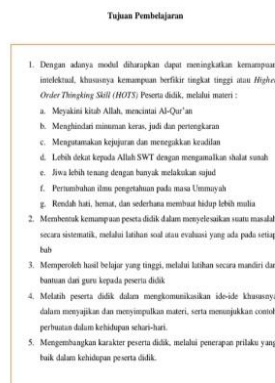 Tujuan Pembelajaran
1. Dengan adanya modul diharapkan dapat meningkatkan kemampuan
intelektual, khususnya kemampuan berfikir tingkat tinggi atau Highe
Order Thingking Skill (HOTS) Peserta didik, melalui materi :
a. Meyakini kitab Allah, mencintai Al-Qur'an
b. Menghindari minuman keras, judi dan pertengkaran
c. Mengutamakan kejujuran dan menegakkan keadilan
d. Lebih dekat kepada Allah SWT dengan mengamalkan shalat sunah
e. Jiwa lebih tenang dengan banyak melakukan sujud
f. Pertumbuhan ilmu pengetahuan pada masa Ummayah
g. Rendah hati, hemat, dan sederhana membuat hidup lebih mulia
2. Membentuk kemampuan peseta didik dalam menyelesaikan suatu masalah
secara sistematik, melalui latihan soal atau evaluasi yang ada pada setiap
bab
3. Memperoleh hasil belajar yang tinggi, melalui latihan secara mandiri dan
bantuan dari guru kepada peserta didik
4. Melatih peserta didik dalam mengkomunikasikan ide-ide khususnya
dalam menyajikan dan menyimpulkan materi, serta menunjukkan contoh
perbuatan dalam kehidupan sehari-hari.
5. Mengembangkan karakter peserta didik, melalui penerapan prilaku yang
baik dalam kehidupan peserta didik.